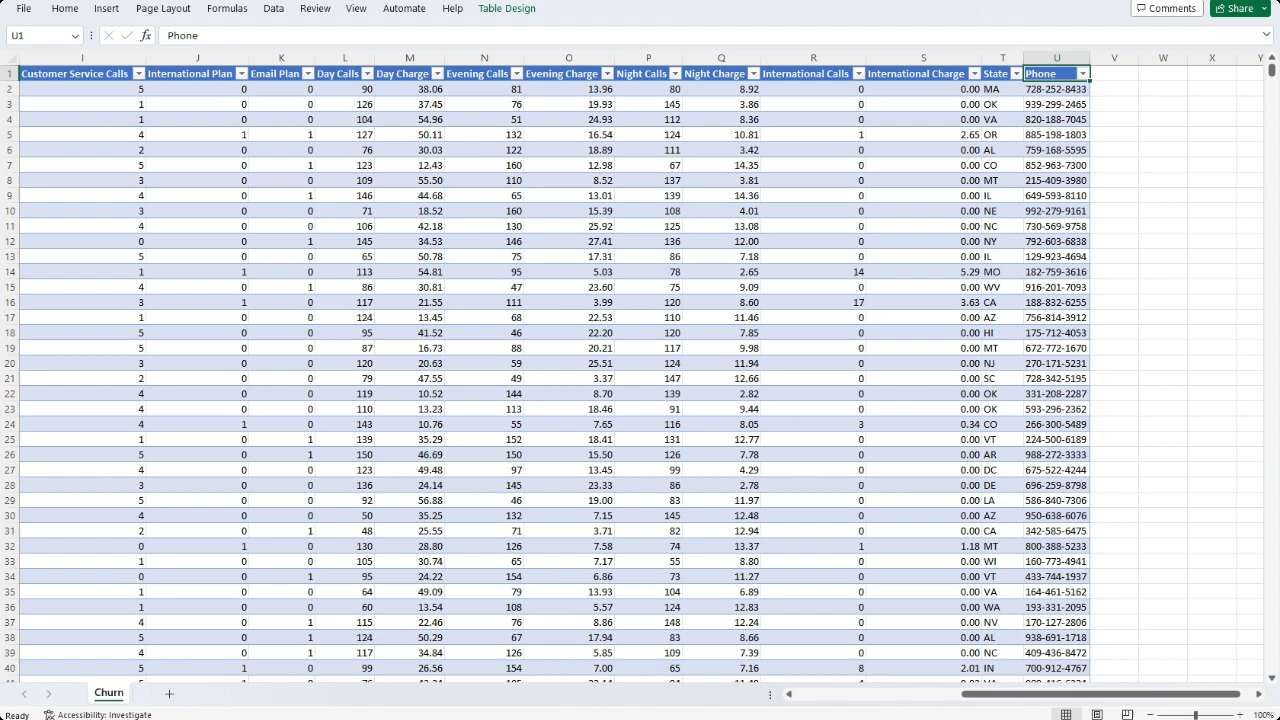 File Home Insert Page Layout Formulas Data Review View Automate Help Table Design Comments Share
U1 fx Phone
I J K L M N O P Q R S T U V W X Y
1 Customer Service Calls International Plan Email Plan Day Calls Day Charge Evening Calls Evening Charge Night Calls Night Charge International Calls International Charge State Phone
2 5 0 0 90 38.06 81 13.96 80 8.92 0 0.00 MA 728-252-8433
3 1 0 0 126 37.45 76 19.93 145 3.86 0 0.00 OK 939-299-2465
4 1 0 0 104 54.96 51 24.93 112 8.36 0 0.00 VA 820-188-7045
5 4 1 1 127 50.11 132 16.54 124 10.81 1 2.65 OR 885-198-1803
6 2 0 0 76 30.03 122 18.89 111 3.42 0 0.00 AL 759-168-5595
7 5 0 1 123 12.43 160 12.98 67 14.35 0 0.00 CO 852-963-7300
8 3 0 0 109 55.50 110 8.52 137 3.81 0 0.00 MT 215-409-3980
9 4 0 1 146 44.68 65 13.01 139 14.36 0 0.00 IL 649-593-8110
10 3 0 0 71 18.52 160 15.39 108 4.01 0 0.00 NE 992-279-9161
11 4 0 0 106 42.18 130 25.92 125 13.08 0 0.00 NC 730-569-9758
12 0 0 1 145 34.53 146 27.41 136 12.00 0 0.00 NY 792-603-6838
13 5 0 0 65 50.78 75 17.31 86 7.18 0 0.00 IL 129-923-4694
14 1 1 0 113 54.81 95 5.03 78 2.65 14 5.29 MO 182-759-3616
15 4 0 1 86 30.81 47 23.60 75 9.09 0 0.00 WV 916-201-7093
16 3 1 0 117 21.55 111 3.99 120 8.60 17 3.63 CA 188-832-6255
17 1 0 0 124 13.45 68 22.53 110 11.46 0 0.00 AZ 756-814-3912
18 5 0 0 95 41.52 46 22.20 120 7.85 0 0.00 HI 175-712-4053
19 5 0 0 87 16.73 88 20.21 117 9.98 0 0.00 MT 672-772-1670
20 3 0 0 120 20.63 59 25.51 124 11.94 0 0.00 NJ 270-171-5231
21 2 0 0 79 47.55 49 3.37 147 12.66 0 0.00 SC 728-342-5195
22 4 0 0 119 10.52 144 8.70 139 2.82 0 0.00 OK 331-208-2287
23 4 0 0 110 13.23 113 18.46 91 9.44 0 0.00 OK 593-296-2362
24 4 1 0 143 10.76 55 7.65 116 8.05 3 0.34 CO 266-300-5489
25 1 0 1 139 35.29 152 18.41 131 12.77 0 0.00 VT 224-500-6189
26 5 0 1 150 46.69 150 15.50 126 7.78 0 0.00 AR 988-272-3333
27 4 0 0 123 49.48 97 13.45 99 4.29 0 0.00 DC 675-522-4244
28 3 0 0 136 24.14 145 23.33 86 2.78 0 0.00 DE 696-259-8798
29 5 0 0 92 56.88 46 19.00 83 11.97 0 0.00 LA 586-840-7306
30 4 0 0 50 35.25 132 7.15 145 12.48 0 0.00 AZ 950-638-6076
31 2 0 1 48 25.55 71 3.71 82 12.94 0 0.00 CA 342-585-6475
32 0 1 0 130 28.80 126 7.58 74 13.37 1 1.18 MT 800-388-5233
33 1 0 0 105 30.74 65 7.17 55 8.80 0 0.00 WI 160-773-4941
34 0 0 1 95 24.22 154 6.86 73 11.27 0 0.00 VT 433-744-1937
35 1 0 0 64 49.09 79 13.93 104 6.89 0 0.00 VA 164-461-5162
36 1 0 0 60 13.54 108 5.57 124 12.83 0 0.00 WA 193-331-2095
37 4 0 1 115 22.46 76 8.86 148 12.24 0 0.00 NV 170-127-2806
38 5 0 1 124 50.29 67 17.94 83 8.66 0 0.00 AL 938-691-1718
39 4 0 1 117 34.84 126 5.85 109 7.39 0 0.00 NC 409-436-8472
40 5 1 0 99 26.56 154 7.00 65 7.16 8 2.01 IN 700-912-4767
Churn
Ready Accessibility: Investigate 100%